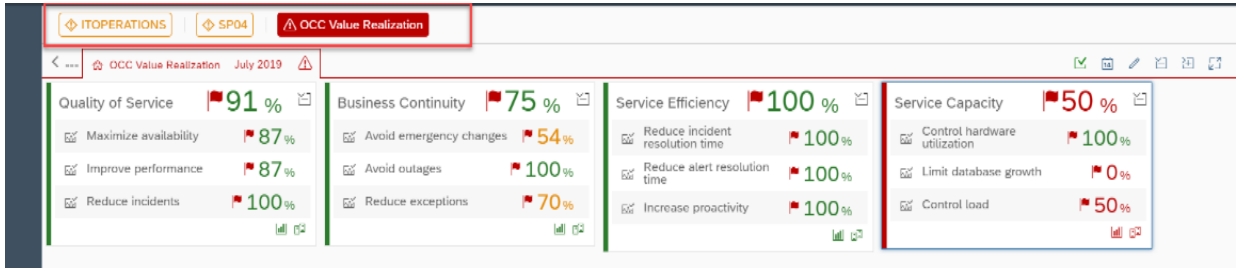 ITOPERATIONS SP04 OCC Value Realization
OCC Value Realization July 2019
Quality of Service 91 %
Maximize availability 87%
Improve performance 87%
Reduce incidents 100%
Business Continuity 75 %
Avoid emergency changes 54%
Avoid outages 100%
Reduce exceptions 70%
Service Efficiency 100 %
Reduce incident
resolution time 100%
Reduce alert resolution
time 100%
Increase proactivity 100%
Service Capacity 50 %
Control hardware
utilization 100%
Limit database growth 0%
Control load 50%